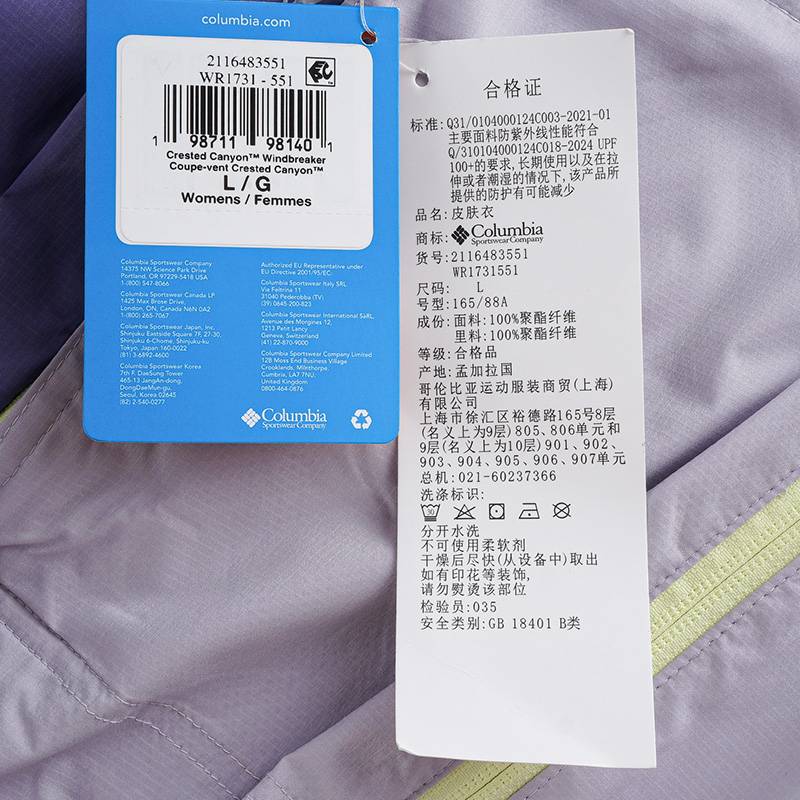 columbia.com
2116483551
WR1731 - 551
1 98711 98140 1
Crested Canyon™ Windbreaker
Coupe-vent Crested Canyon™
L / G
Womens / Femmes
Columbia Sportswear Company
14375 NW Science Park Drive
Portland, OR 97229-5418 USA
1-(800) 547-8066
Columbia Sportswear Canada LP
1425 Max Brose Drive,
London, ON, Canada N6N 0A2
1-(800) 265-7067
Columbia Sportswear Japan, Inc.
Shinjuku Eastside Square 7F, 27-30,
Shinjuku 6-Chome, Shinjuku-ku
Tokyo, Japan 160-0022
(81) 3-6892-4600
Columbia Sportswear Korea
7th F. DaeSung Tower
465-13 JangAn-dong,
DongDaeMun-gu,
Seoul, Korea 02645
(82) 2-540-0277
Authorized EU Representative under
EU Directive 2001/95/EC:
Columbia Sportswear Italy SRL
Via Feltrina 11
31040 Pederobba (TV)
(39) 0645-200-823
Columbia Sportswear International SàRL
Avenue des Morgines 12,
1213 Petit Lancy
Geneva, Switzerland
(41) 22-870-9000
Columbia Sportswear Company Limited
12B Moss End Business Village
Crooklands, Milnthorpe,
Cumbria, LA7 7NU,
United Kingdom
0800-464-0876
Columbia
Sportswear Company
合格证
标准: Q31/0104000124C003-2021-01
主要面料防紫外线性能符合
Q/310104000124C018-2024 UPF
100+的要求,长期使用以及在拉
伸或者潮湿的情况下,该产品所
提供的防护有可能减少
品名: 皮肤衣
商标: Columbia
Sportswear Company
货号: 2116483551
WR1731551
尺码: L
号型: 165/88A
成份: 面料: 100%聚酯纤维
里料: 100%聚酯纤维
等级: 合格品
产地: 孟加拉国
哥伦比亚运动服装商贸(上海)
有限公司
上海市徐汇区裕德路165号8层
(名义上为9层) 805、806单元和
9层(名义上为10层) 901、902、
903、904、905、906、907单元
总机: 021-60237366
洗涤标识:
30
分开水洗
不可使用柔软剂
干燥后尽快(从设备中)取出
如有印花等装饰,
请勿熨烫该部位
检验员: 035
安全类别: GB 18401 B类